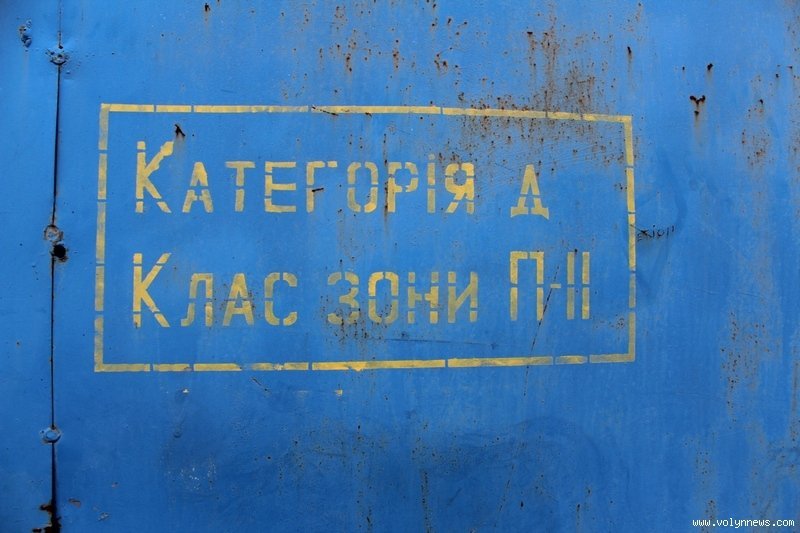 Категорія д
Клас зони П-ІІ
www.volynnews.com